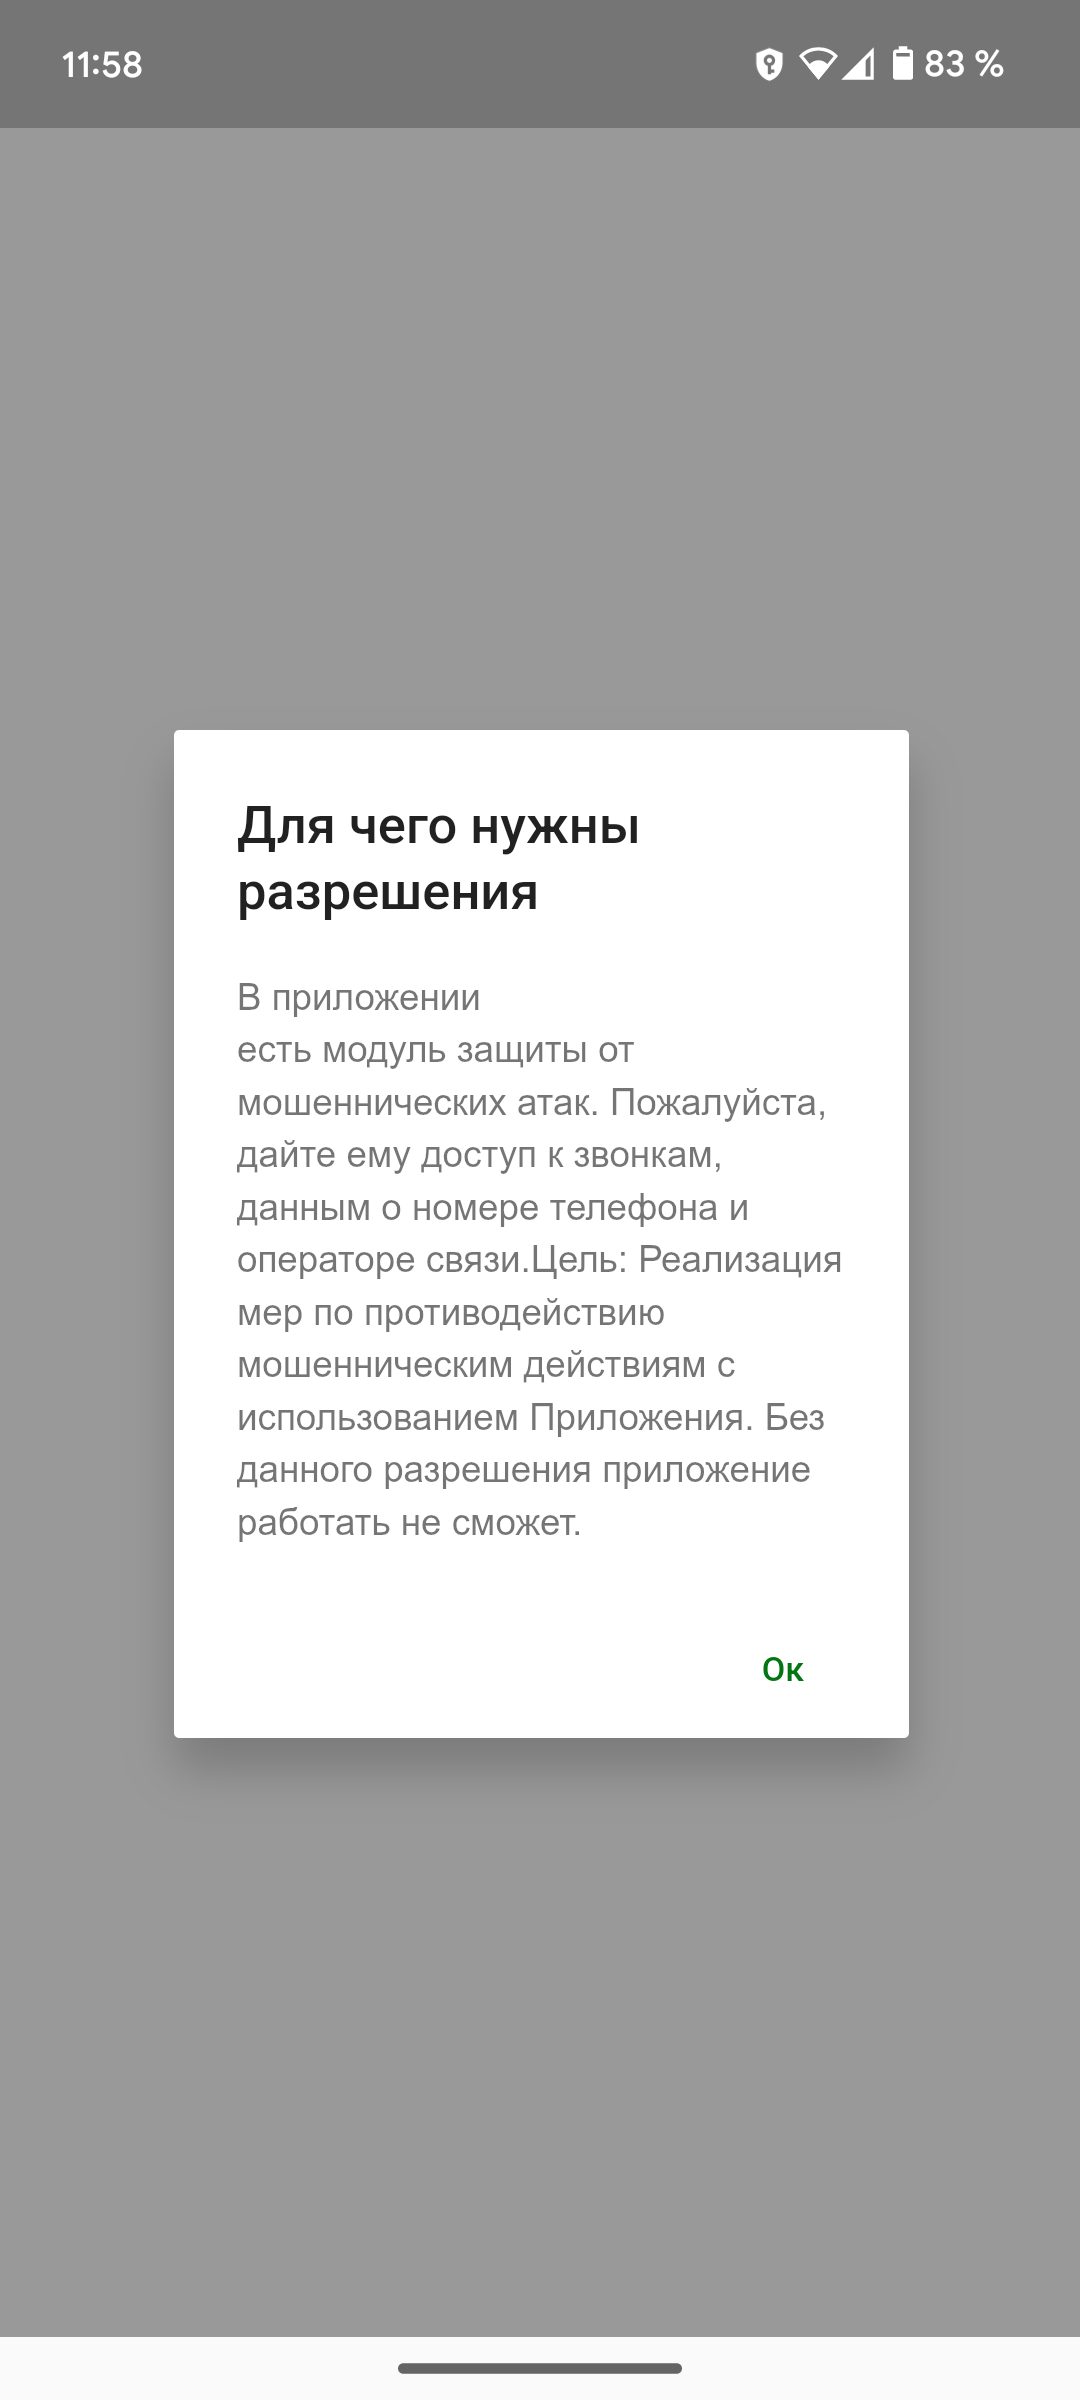 11:58
83 %
Для чего нужны
разрешения
В приложении
есть модуль защиты от
мошеннических атак. Пожалуйста,
дайте ему доступ к звонкам,
данным о номере телефона и
операторе связи.Цель: Реализация
мер по противодействию
мошенническим действиям с
использованием Приложения. Без
данного разрешения приложение
работать не сможет.
Ок